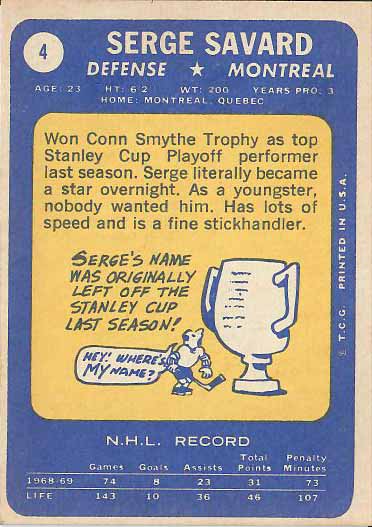 4
SERGE SAVARD
DEFENSE ★ MONTREAL
AGE: 23 HT: 6'2 WT: 200 YEARS PRO: 3
HOME: MONTREAL, QUEBEC
Won Conn Smythe Trophy as top
Stanley Cup Playoff performer
last season. Serge literally became
a star overnight. As a youngster,
nobody wanted him. Has lots of
speed and is a fine stickhandler.
SERGE'S NAME
WAS ORIGINALLY
LEFT OFF THE
STANLEY CUP
LAST SEASON!
HEY! WHERE'S
MY NAME?
© T.C.G. PRINTED IN U.S.A.
N.H.L. RECORD
Games Goals Assists Total Points Penalty Minutes
1968-69 74 8 23 31 73
LIFE 143 10 36 46 107